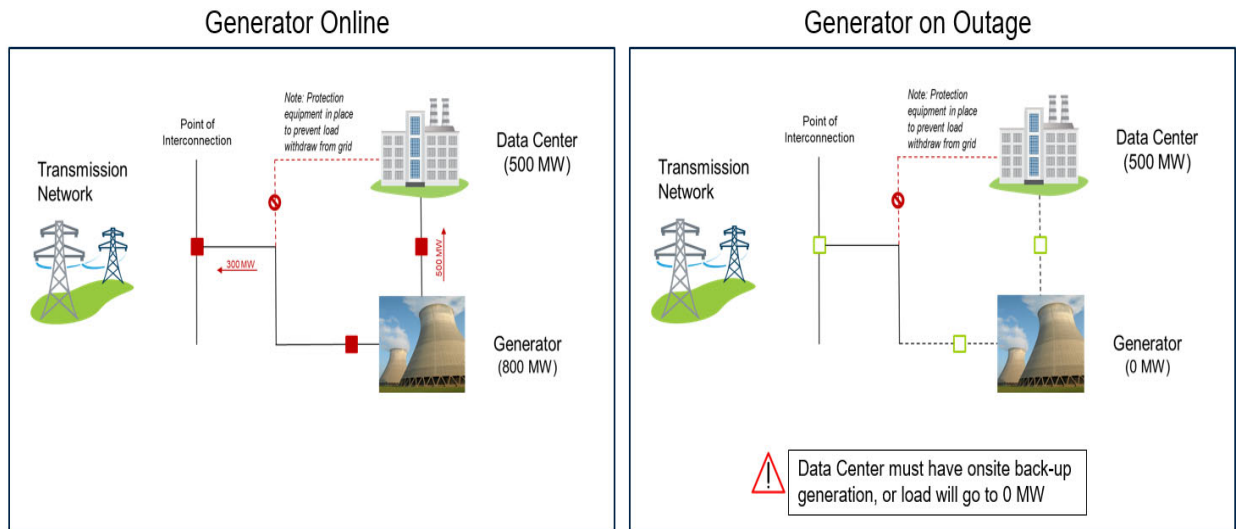 Generator Online
Note: Protection
equipment in place
to prevent load
withdraw from grid
Point of
Interconnection
Data Center
(500 MW)
Transmission
Network
300 MW
500 MW
Generator
(800 MW)
Generator on Outage
Note: Protection
equipment in place
to prevent load
withdraw from grid
Point of
Interconnection
Data Center
(500 MW)
Transmission
Network
Generator
(0 MW)
Data Center must have onsite back-up
generation, or load will go to 0 MW